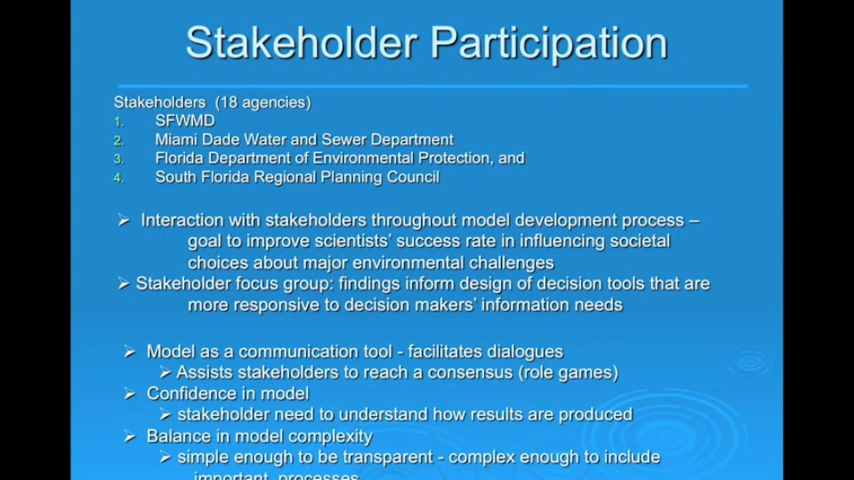 Stakeholder Participation
Stakeholders (18 agencies)
1. SFWMD
2. Miami Dade Water and Sewer Department
3. Florida Department of Environmental Protection, and
4. South Florida Regional Planning Council
➢ Interaction with stakeholders throughout model development process –
goal to improve scientists' success rate in influencing societal
choices about major environmental challenges
➢ Stakeholder focus group: findings inform design of decision tools that are
more responsive to decision makers' information needs
➢ Model as a communication tool - facilitates dialogues
➢ Assists stakeholders to reach a consensus (role games)
➢ Confidence in model
➢ stakeholder need to understand how results are produced
➢ Balance in model complexity
➢ simple enough to be transparent - complex enough to include
important processes